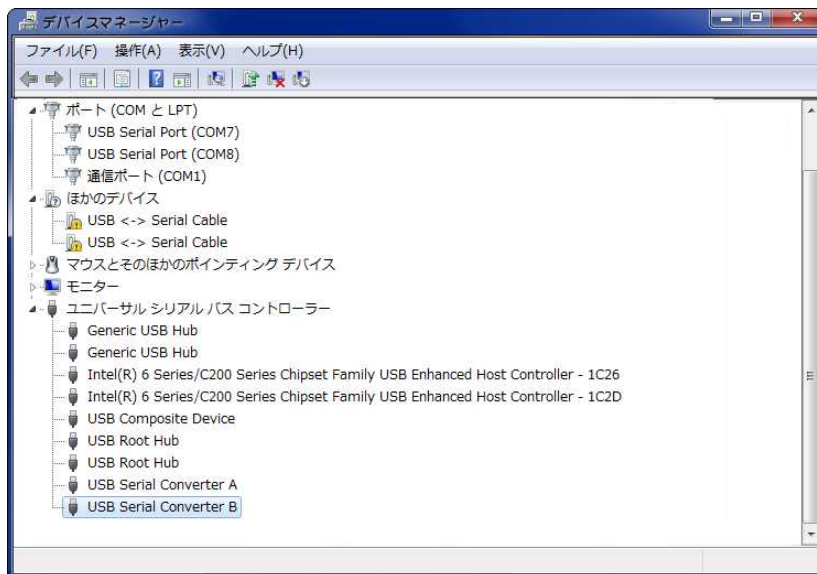 デバイスマネージャー
ファイル(F) 操作(A) 表示(V) ヘルプ(H)
ポート (COM と LPT)
USB Serial Port (COM7)
USB Serial Port (COM8)
通信ポート (COM1)
ほかのデバイス
USB <-> Serial Cable
USB <-> Serial Cable
マウスとそのほかのポインティング デバイス
モニター
ユニバーサル シリアル バス コントローラー
Generic USB Hub
Generic USB Hub
Intel(R) 6 Series/C200 Series Chipset Family USB Enhanced Host Controller - 1C26
Intel(R) 6 Series/C200 Series Chipset Family USB Enhanced Host Controller - 1C2D
USB Composite Device
USB Root Hub
USB Root Hub
USB Serial Converter A
USB Serial Converter B